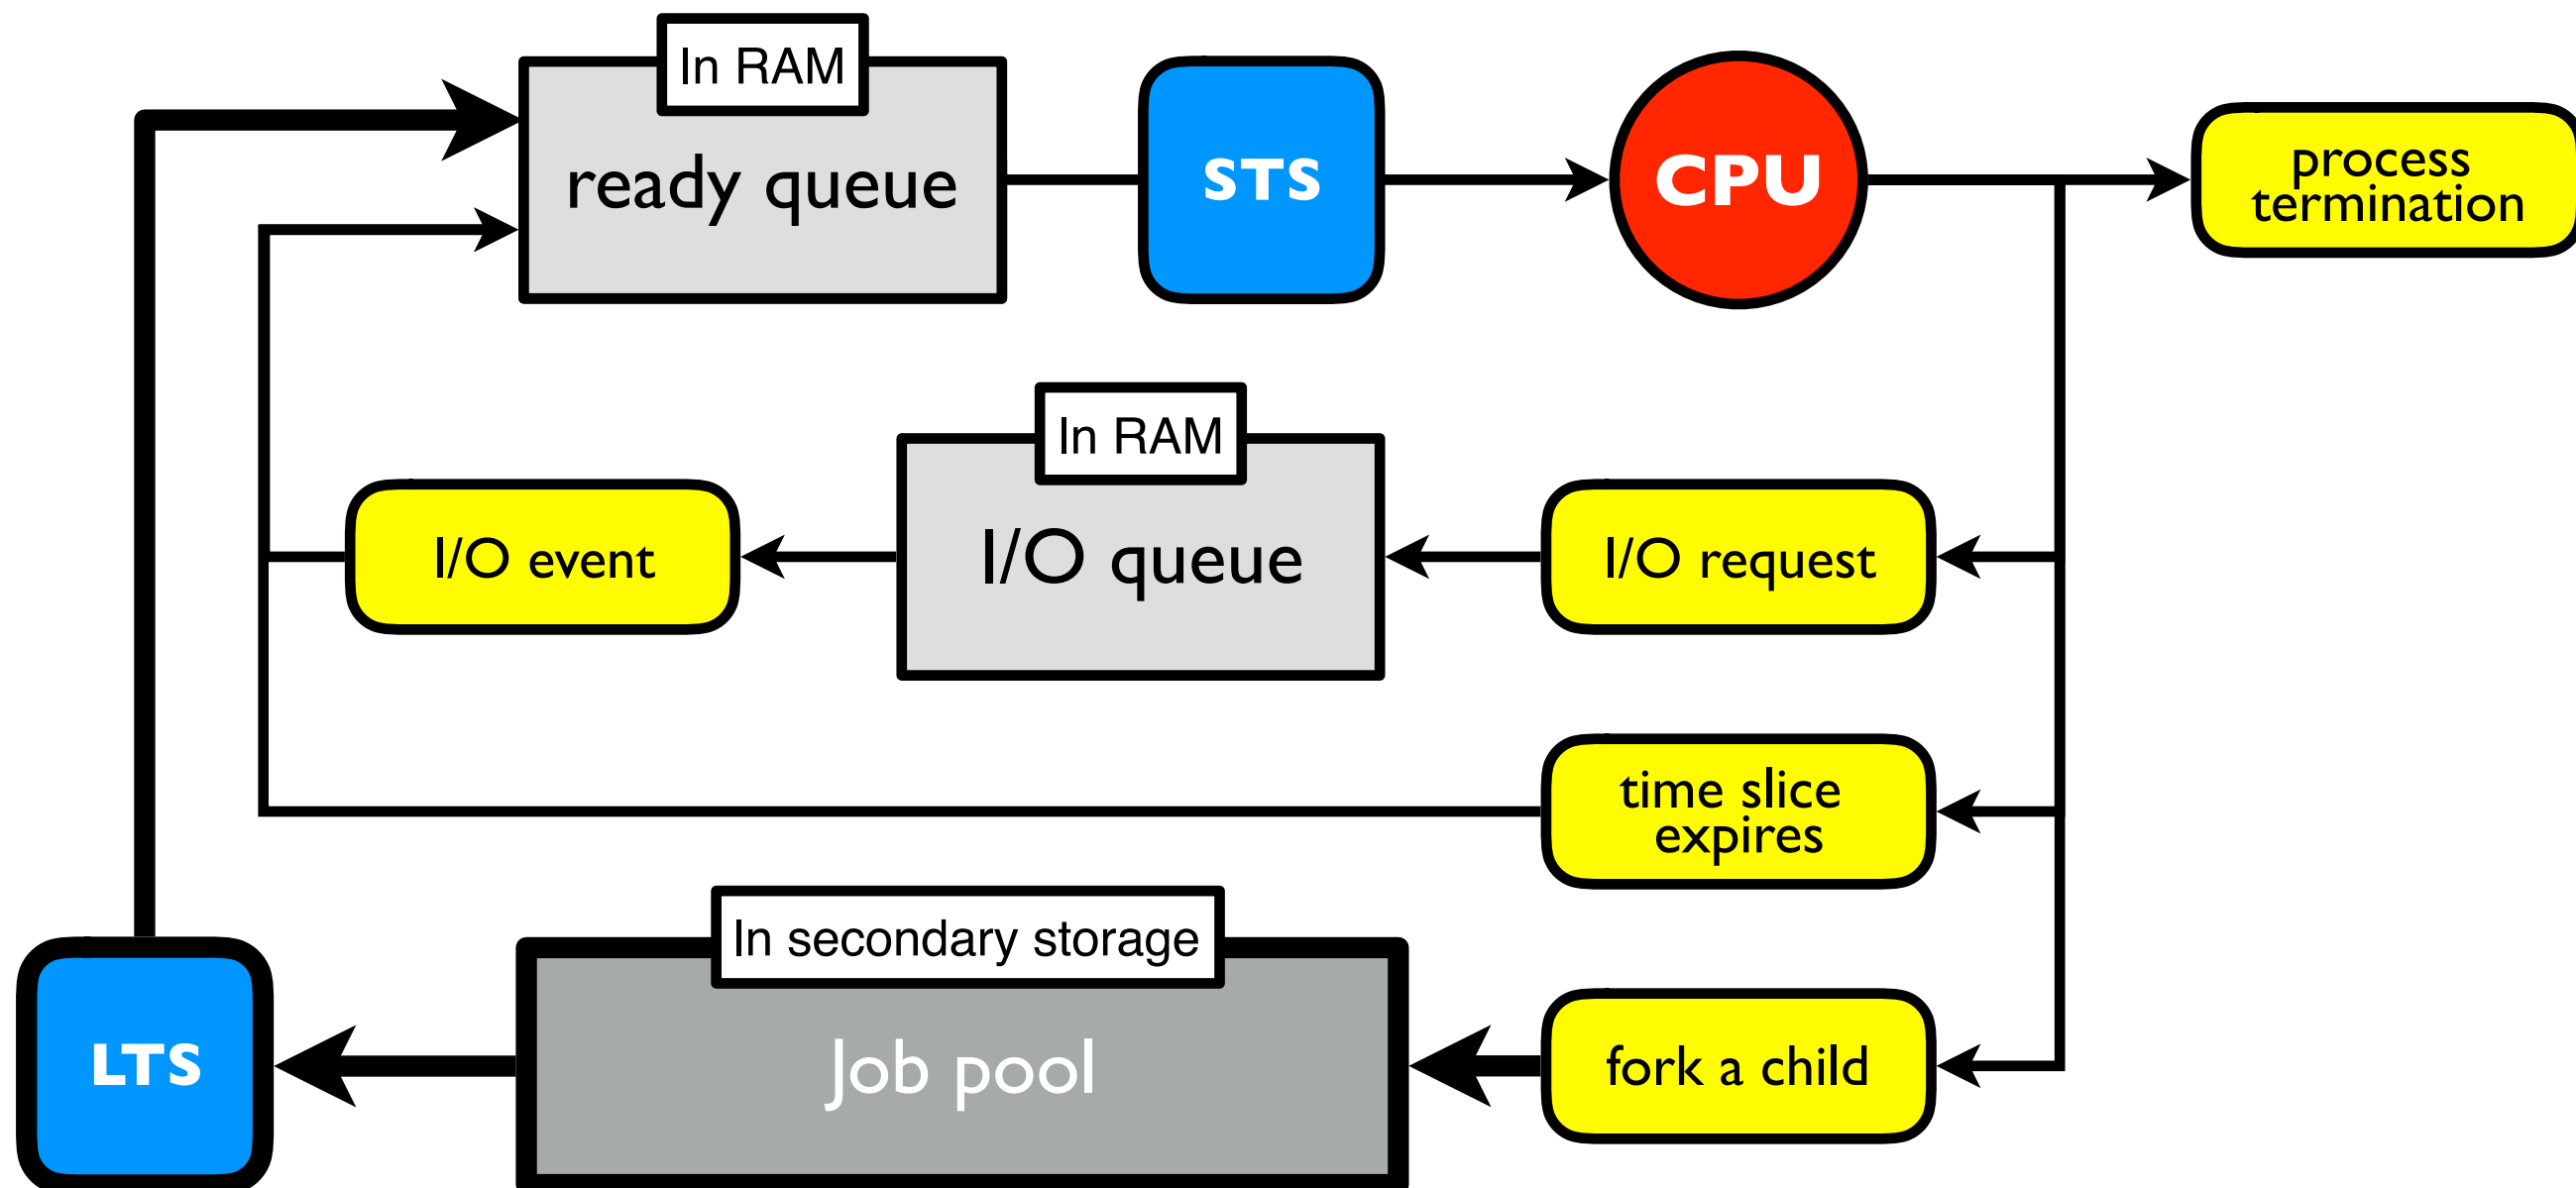 In RAM
ready queue
STS
CPU
process
termination
In RAM
I/O event
I/O queue
I/O request
time slice
expires
In secondary storage
LTS
Job pool
fork a child